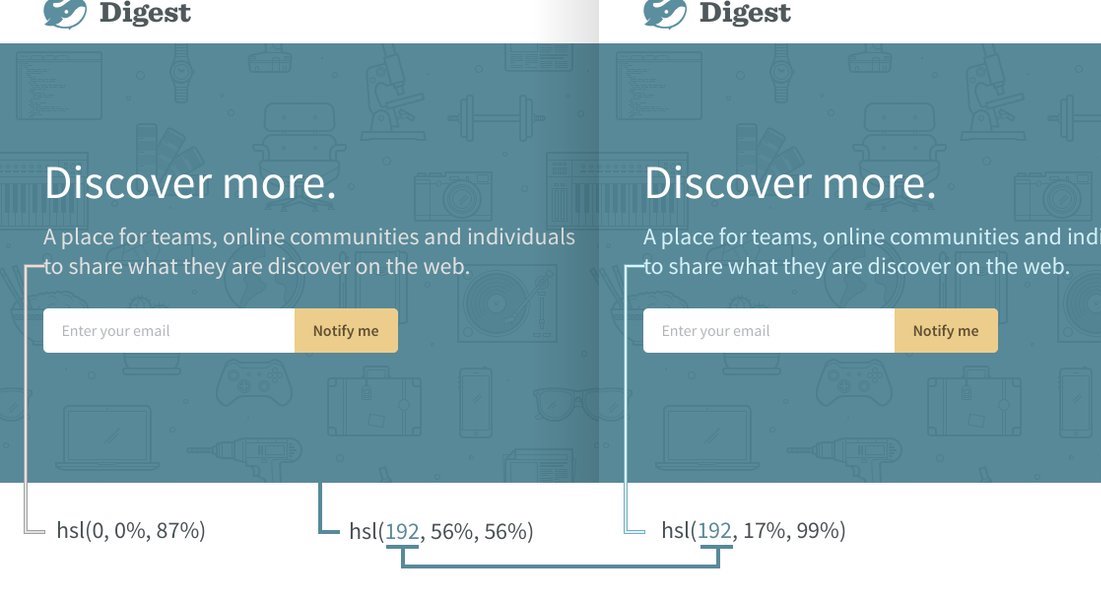 Digest
Discover more.
A place for teams, online communities and individuals
to share what they are discover on the web.
Enter your email
Notify me
hsl(0, 0%, 87%)
hsl(192, 56%, 56%)
Digest
Discover more.
A place for teams, online communities and indi
to share what they are discover on the web.
Enter your email
Notify me
hsl(192, 17%, 99%)